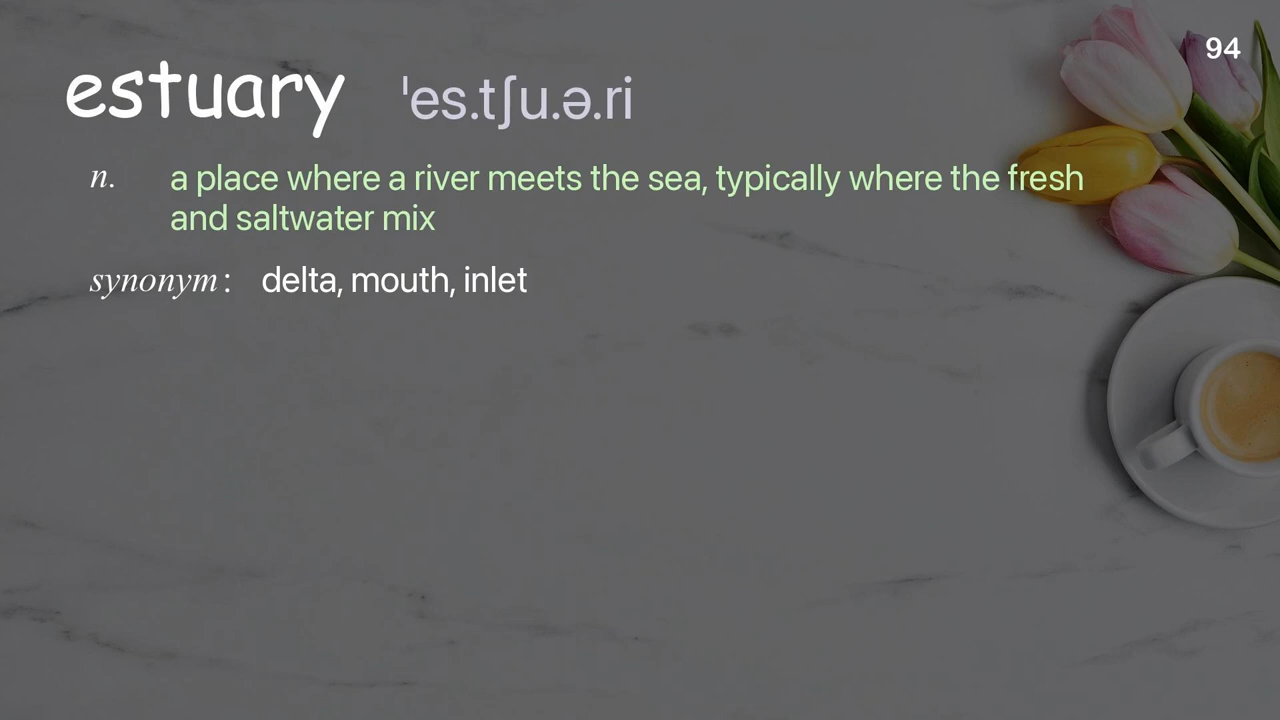 94
estuary ˈes.tʃu.ə.ri
n. a place where a river meets the sea, typically where the fresh
and saltwater mix
synonym: delta, mouth, inlet